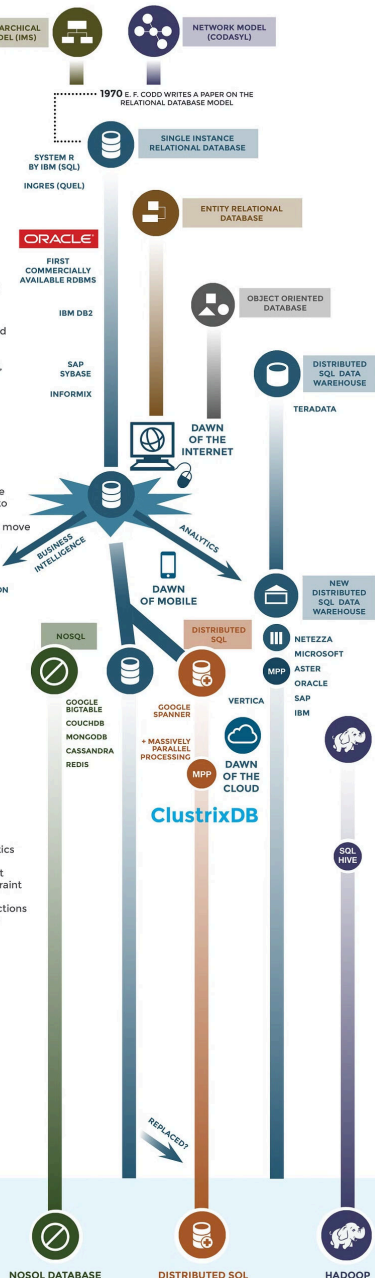 ARCHICAL
DEL (IMS)
NETWORK MODEL
(CODASYL)
1970 E. F. CODD WRITES A PAPER ON THE
RELATIONAL DATABASE MODEL
SINGLE INSTANCE
RELATIONAL DATABASE
SYSTEM R
BY IBM (SQL)
INGRES (QUEL)
ENTITY RELATIONAL
DATABASE
ORACLE
FIRST
COMMERCIALLY
AVAILABLE RDBMS
OBJECT ORIENTED
DATABASE
IBM DB2
d
SAP
SYBASE
INFORMIX
DISTRIBUTED
SQL DATA
WAREHOUSE
TERADATA
DAWN
OF THE
INTERNET
e
to
move
BUSINESS
INTELLIGENCE
ANALYTICS
ON
DAWN
OF MOBILE
NEW
DISTRIBUTED
SQL DATA
WAREHOUSE
NOSQL
DISTRIBUTED
SQL
NETEZZA
MICROSOFT
MPP
ASTER
ORACLE
SAP
IBM
GOOGLE
BIGTABLE
COUCHDB
MONGODB
CASSANDRA
REDIS
GOOGLE
SPANNER
VERTICA
+ MASSIVELY
PARALLEL
PROCESSING
MPP
DAWN
OF THE
CLOUD
ClustrixDB
tics
t
raint
ctions
SQL
HIVE
REPLACED?
NOSQL DATABASE
DISTRIBUTED SQL
HADOOP